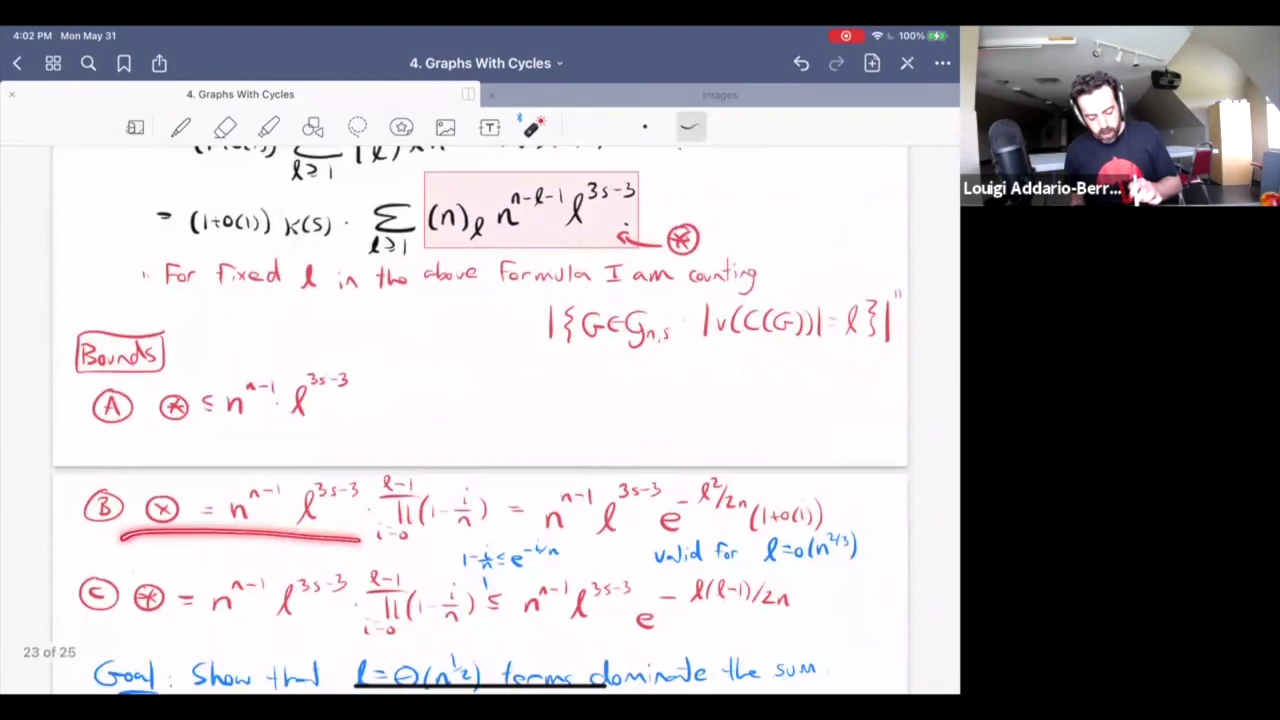 4:02 PM Mon May 31
100%
4. Graphs With Cycles
4. Graphs With Cycles
Images
Louigi Addario-Berr...
l≥1
= (1+o(1)) K(s) · ∑_{l≥1} (n)_l n^{n-l-1} l^{3s-3}
⊛
"For fixed l in the above formula I am counting
|{G∈G_{n,s} : |v(C(G))| = l}|"
Bounds
Ⓐ ⊛ ≤ n^{n-1} · l^{3s-3}
Ⓑ ⊛ = n^{n-1} l^{3s-3} · ∏_{i=0}^{l-1} (1 - i/n) = n^{n-1} l^{3s-3} e^{-l²/2n} (1+o(1))
1 - i/n ≤ e^{-i/n}
valid for l=o(n^{2/3})
Ⓒ ⊛ = n^{n-1} l^{3s-3} · ∏_{i=0}^{l-1} (1 - i/n) ≤ n^{n-1} l^{3s-3} e^{-l(l-1)/2n}
23 of 25
Goal: Show that l=Θ(n^{1/2}) terms dominate the sum.